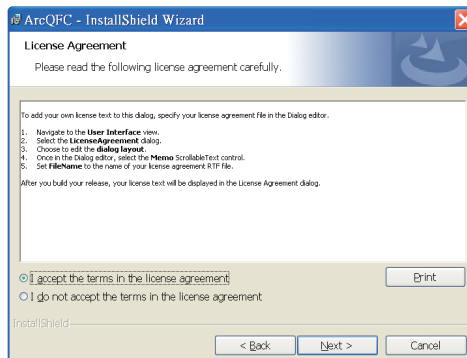 ArcQFC - InstallShield Wizard
License Agreement
Please read the following license agreement carefully.
To add your own license text to this dialog, specify your license agreement file in the Dialog editor.
1. Navigate to the User Interface view.
2. Select the LicenseAgreement dialog.
3. Choose to edit the dialog layout.
4. Once in the Dialog editor, select the Memo ScrollableText control.
5. Set FileName to the name of your license agreement RTF file.
After you build your release, your license text will be displayed in the License Agreement dialog.
I accept the terms in the license agreement
Print
I do not accept the terms in the license agreement
InstallShield
< Back Next > Cancel